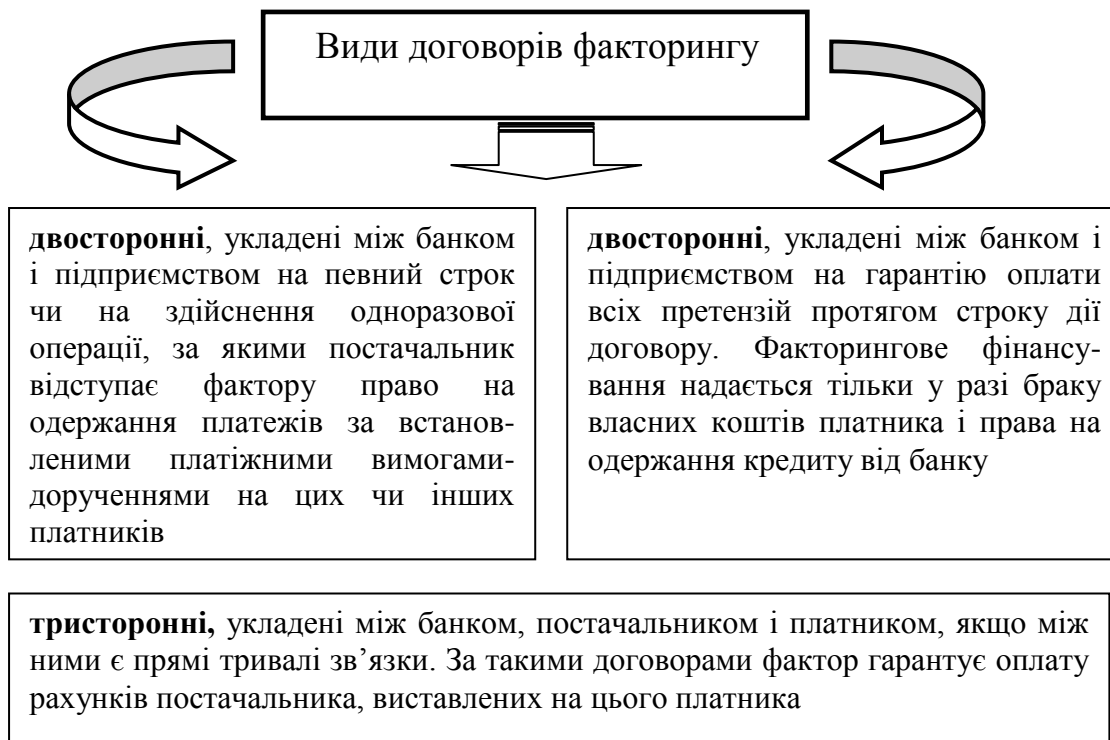 Види договорів факторингу
двосторонні, укладені між банком
і підприємством на певний строк
чи на здійснення одноразової
операції, за якими постачальник
відступає фактору право на
одержання платежів за встанов-
леними платіжними вимогами-
дорученнями на цих чи інших
платників
двосторонні, укладені між банком і
підприємством на гарантію оплати
всіх претензій протягом строку дії
договору. Факторингове фінансу-
вання надається тільки у разі браку
власних коштів платника і права на
одержання кредиту від банку
тристоронні, укладені між банком, постачальником і платником, якщо між
ними є прямі тривалі зв’язки. За такими договорами фактор гарантує оплату
рахунків постачальника, виставлених на цього платника